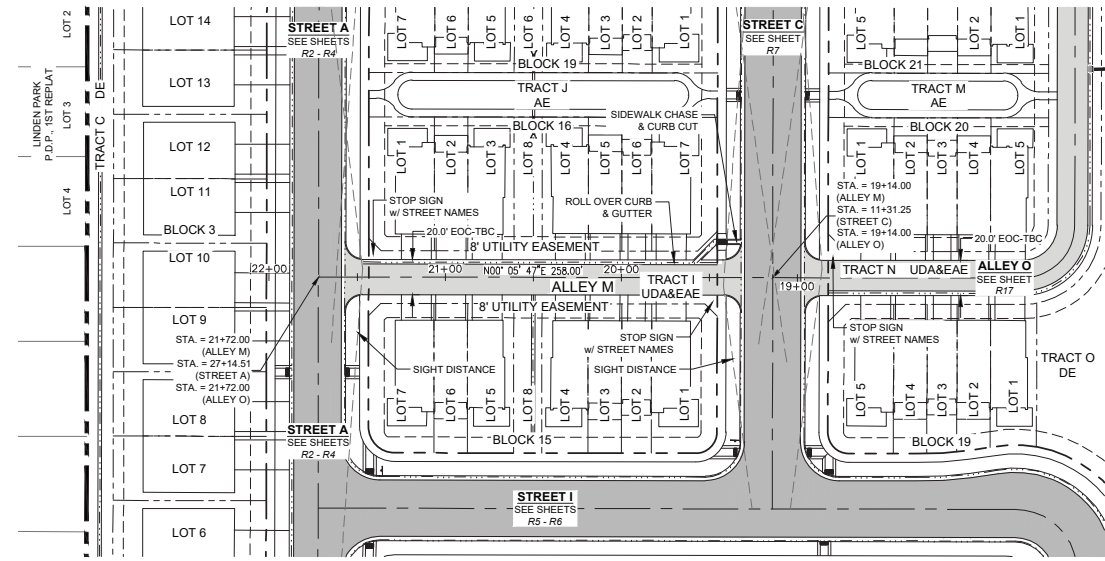 LOT 2
LOT 3
LOT 4
LINDEN PARK
P.D.P., 1ST REPLAT
TRACT C DE
LOT 14
LOT 13
LOT 12
LOT 11
BLOCK 3
LOT 10
LOT 9
STA. = 21+72.00
(ALLEY M)
STA. = 27+14.51
(STREET A)
STA. = 21+72.00
(ALLEY O)
LOT 8
LOT 7
LOT 6
STREET A
SEE SHEETS
R2 - R4
22+00
STREET A
SEE SHEETS
R2 - R4
LOT 7
LOT 6
LOT 5
LOT 4
LOT 3
LOT 2
LOT 1
BLOCK 19
TRACT J
AE
BLOCK 16
SIDEWALK CHASE
& CURB CUT
LOT 1
LOT 2
LOT 3
LOT 8
LOT 4
LOT 5
LOT 6
LOT 7
STOP SIGN
w/ STREET NAMES
ROLL OVER CURB
& GUTTER
20.0' EOC-TBC
8' UTILITY EASEMENT
21+00
N00° 05' 47"E 258.00'
20+00
ALLEY M
TRACT I
UDA&EAE
8' UTILITY EASEMENT
STOP SIGN
w/ STREET NAMES
SIGHT DISTANCE
SIGHT DISTANCE
LOT 7
LOT 6
LOT 5
LOT 8
LOT 4
LOT 3
LOT 2
LOT 1
BLOCK 15
STREET I
SEE SHEETS
R5 - R6
STREET C
SEE SHEET
R7
LOT 5
LOT 4
LOT 3
LOT 2
LOT 1
BLOCK 21
TRACT M
AE
BLOCK 20
LOT 1
LOT 2
LOT 3
LOT 4
LOT 5
STA. = 19+14.00
(ALLEY M)
STA. = 11+31.25
(STREET C)
STA. = 19+14.00
(ALLEY O)
20.0' EOC-TBC
TRACT N UDA&EAE
ALLEY O
SEE SHEET
R17
19+00
STOP SIGN
w/ STREET NAMES
TRACT O
DE
LOT 5
LOT 4
LOT 3
LOT 2
LOT 1
BLOCK 19